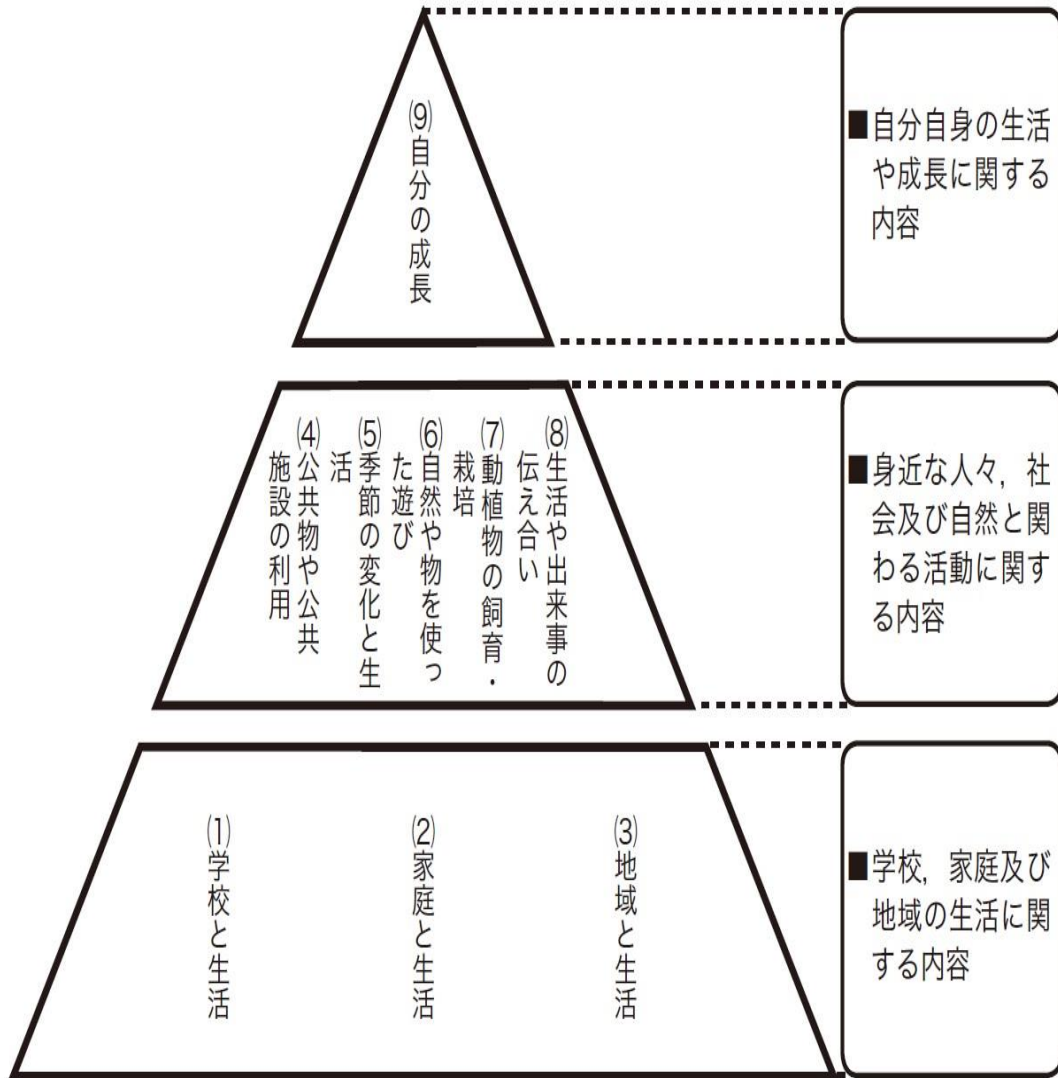 (9)自分の成長
■自分自身の生活
や成長に関する
内容
(4)公共物や公共
施設の利用
(5)季節の変化と生
活
(6)自然や物を使っ
た遊び
(7)動植物の飼育・
栽培
(8)生活や出来事の
伝え合い
■身近な人々，社
会及び自然と関
わる活動に関す
る内容
(1)学校と生活
(2)家庭と生活
(3)地域と生活
■学校，家庭及び
地域の生活に関
する内容